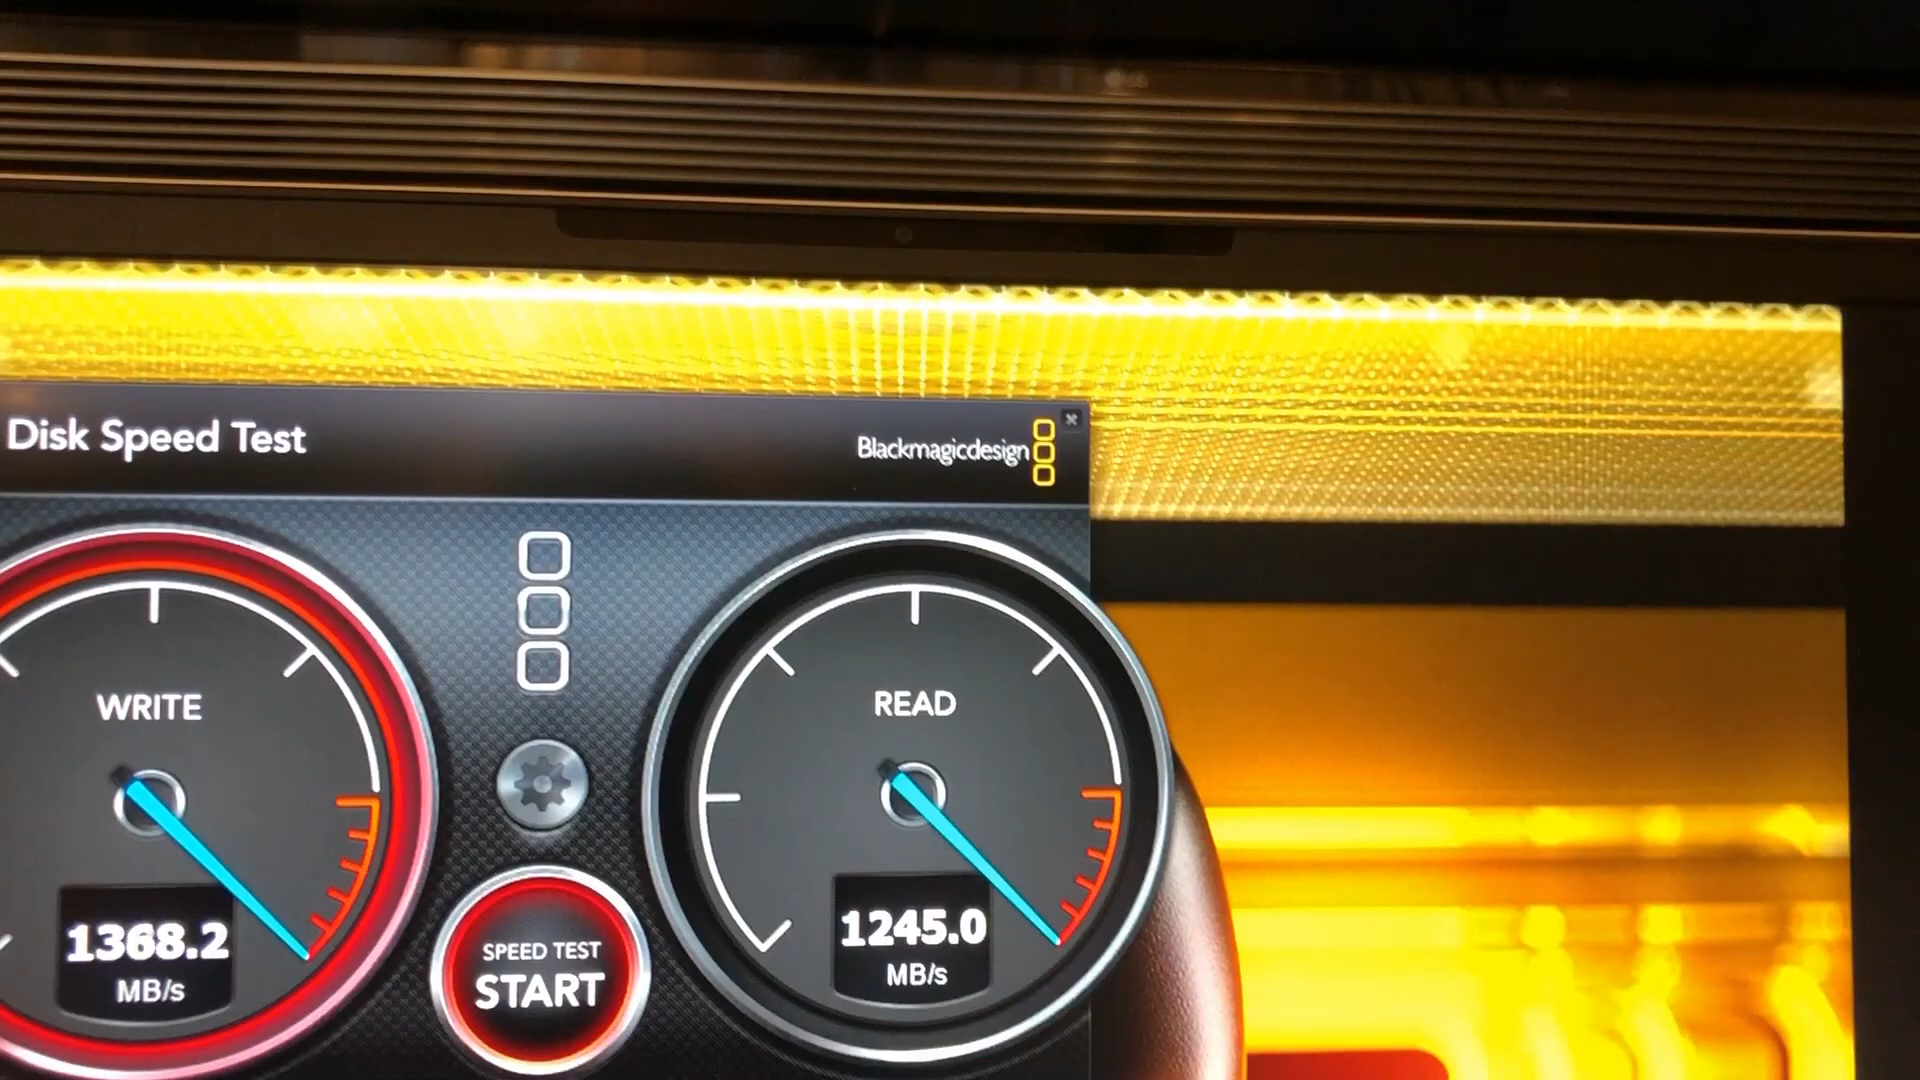 Disk Speed Test
Blackmagicdesign
WRITE
1368.2
MB/s
SPEED TEST
START
READ
1245.0
MB/s